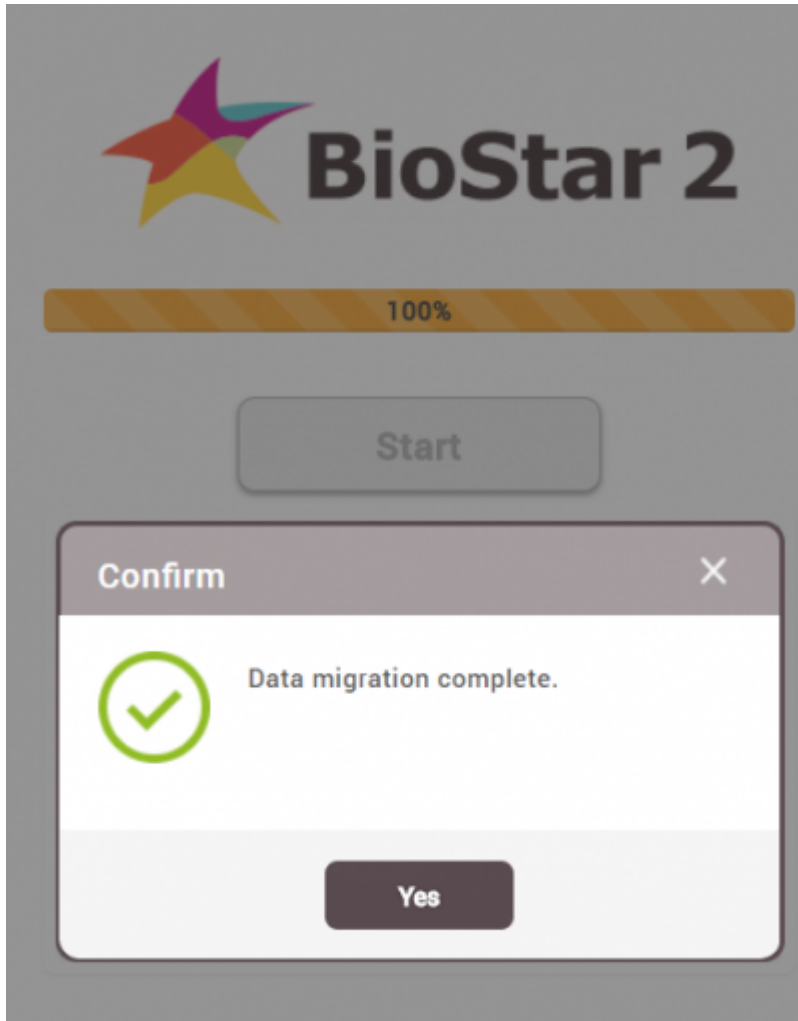 BioStar 2
100%
Start
Confirm
Data migration complete.
Yes